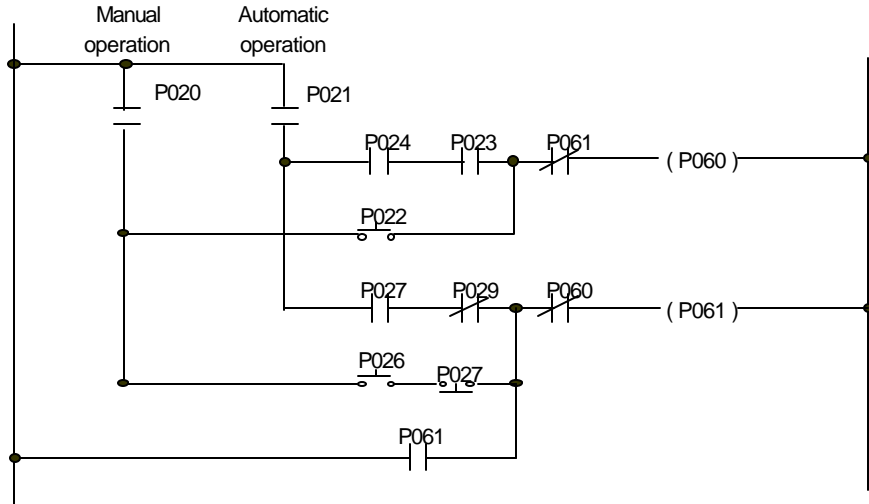 Manual
operation
Automatic
operation
P020
P021
P024
P023
P061
( P060 )
P022
P027
P029
P060
( P061 )
P026
P027
P061